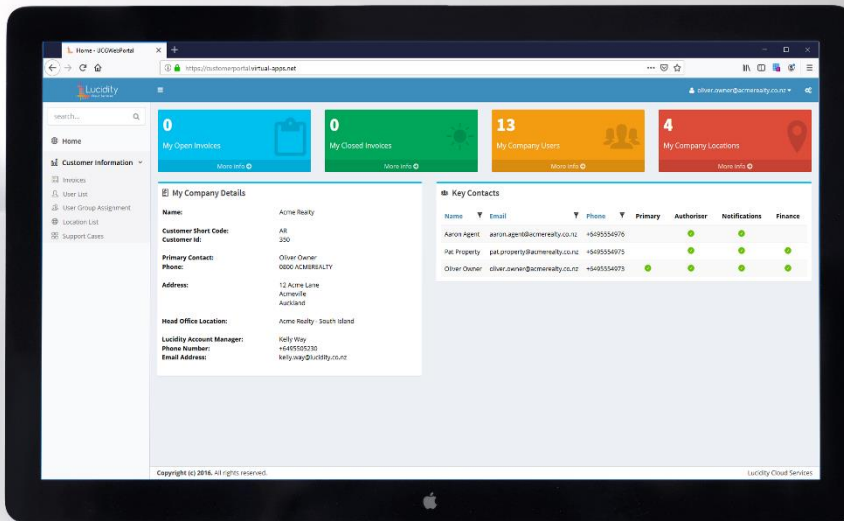 Home - UCGWebPortal
https://customerportal.virtual-apps.net
Lucidity
Cloud Services
oliver.owner@acmerealty.co.nz
search...
Home
Customer Information
Invoices
User List
User Group Assignment
Location List
Support Cases
0
My Open Invoices
More info
0
My Closed Invoices
More info
13
My Company Users
More info
4
My Company Locations
More info
My Company Details
Name: Acme Realty
Customer Short Code: AR
Customer Id: 350
Primary Contact: Oliver Owner
Phone: 0800 ACMEREALTY
Address: 12 Acme Lane
Acmeville
Auckland
Head Office Location: Acme Realty - South Island
Lucidity Account Manager: Kelly Way
Phone Number: +6495505230
Email Address: kelly.way@lucidity.co.nz
Key Contacts
Name Email Phone Primary Authoriser Notifications Finance
Aaron Agent aaron.agent@acmerealty.co.nz +6495554976
Pat Property pat.property@acmerealty.co.nz +6495554975
Oliver Owner oliver.owner@acmerealty.co.nz +6495554973
Copyright (c) 2016. All rights reserved.
Lucidity Cloud Services